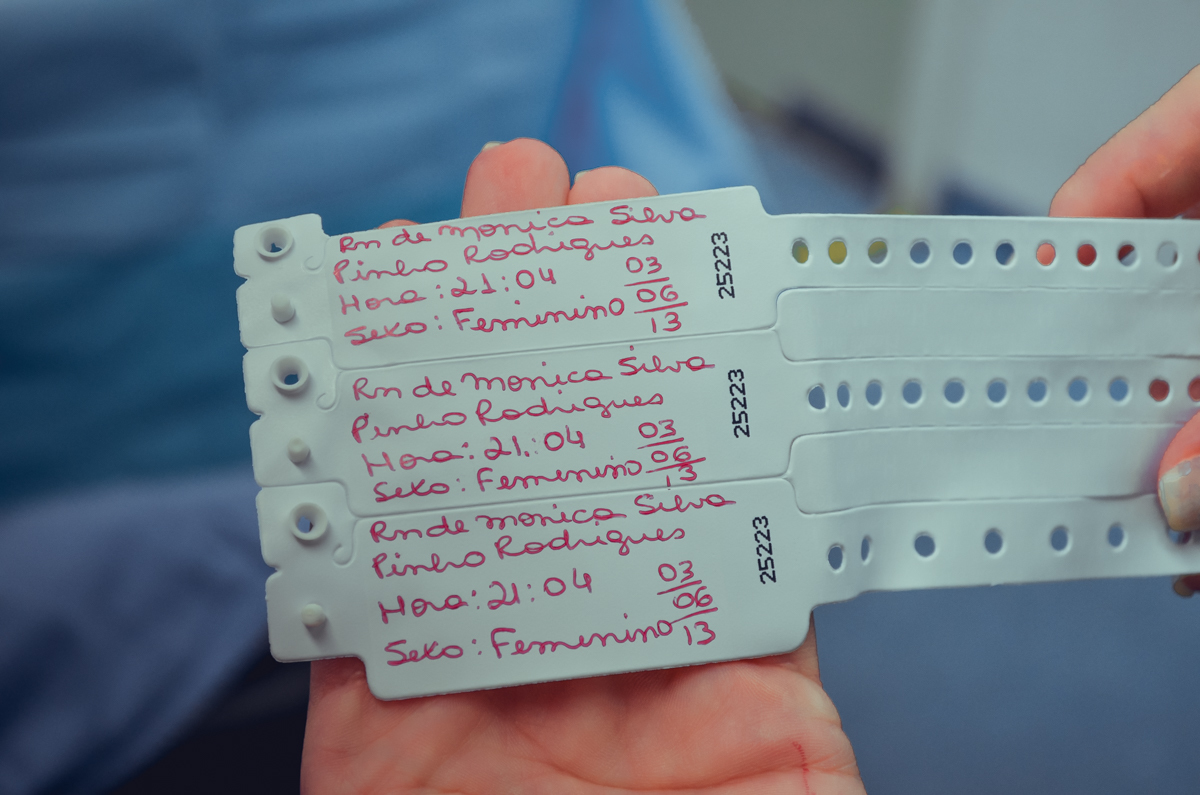 Rn de monica Silva
Pinho Rodrigues
Hora: 21:04
Sexo: Feminino
03
06
13
25223
Rn de monica Silva
Pinho Rodrigues
Hora: 21:04
Sexo: Feminino
03
06
13
25223
Rn de monica Silva
Pinho Rodrigues
Hora: 21:04
Sexo: Feminino
03
06
13
25223